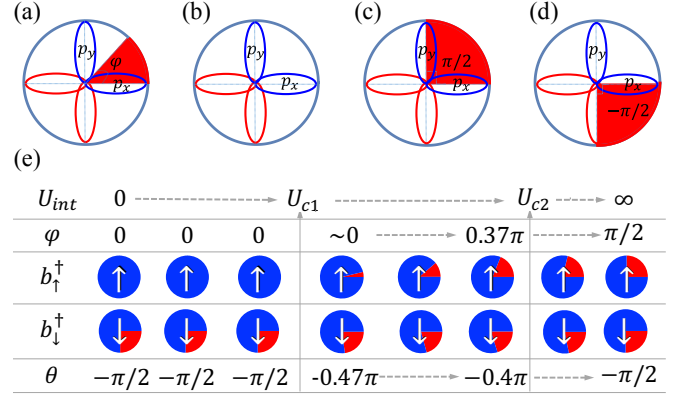 (a) (b) (c) (d)
p_y φ p_x
p_y p_x
p_y π/2 p_x
p_y p_x −π/2
(e)
U_int 0 U_c1 U_c2 ∞
φ 0 0 0 ~0 0.37π π/2
b_↑^† ↑ ↑ ↑ ↑ ↑ ↑ ↑ ↑
b_↓^† ↓ ↓ ↓ ↓ ↓ ↓ ↓ ↓
θ −π/2 −π/2 −π/2 -0.47π −0.4π −π/2